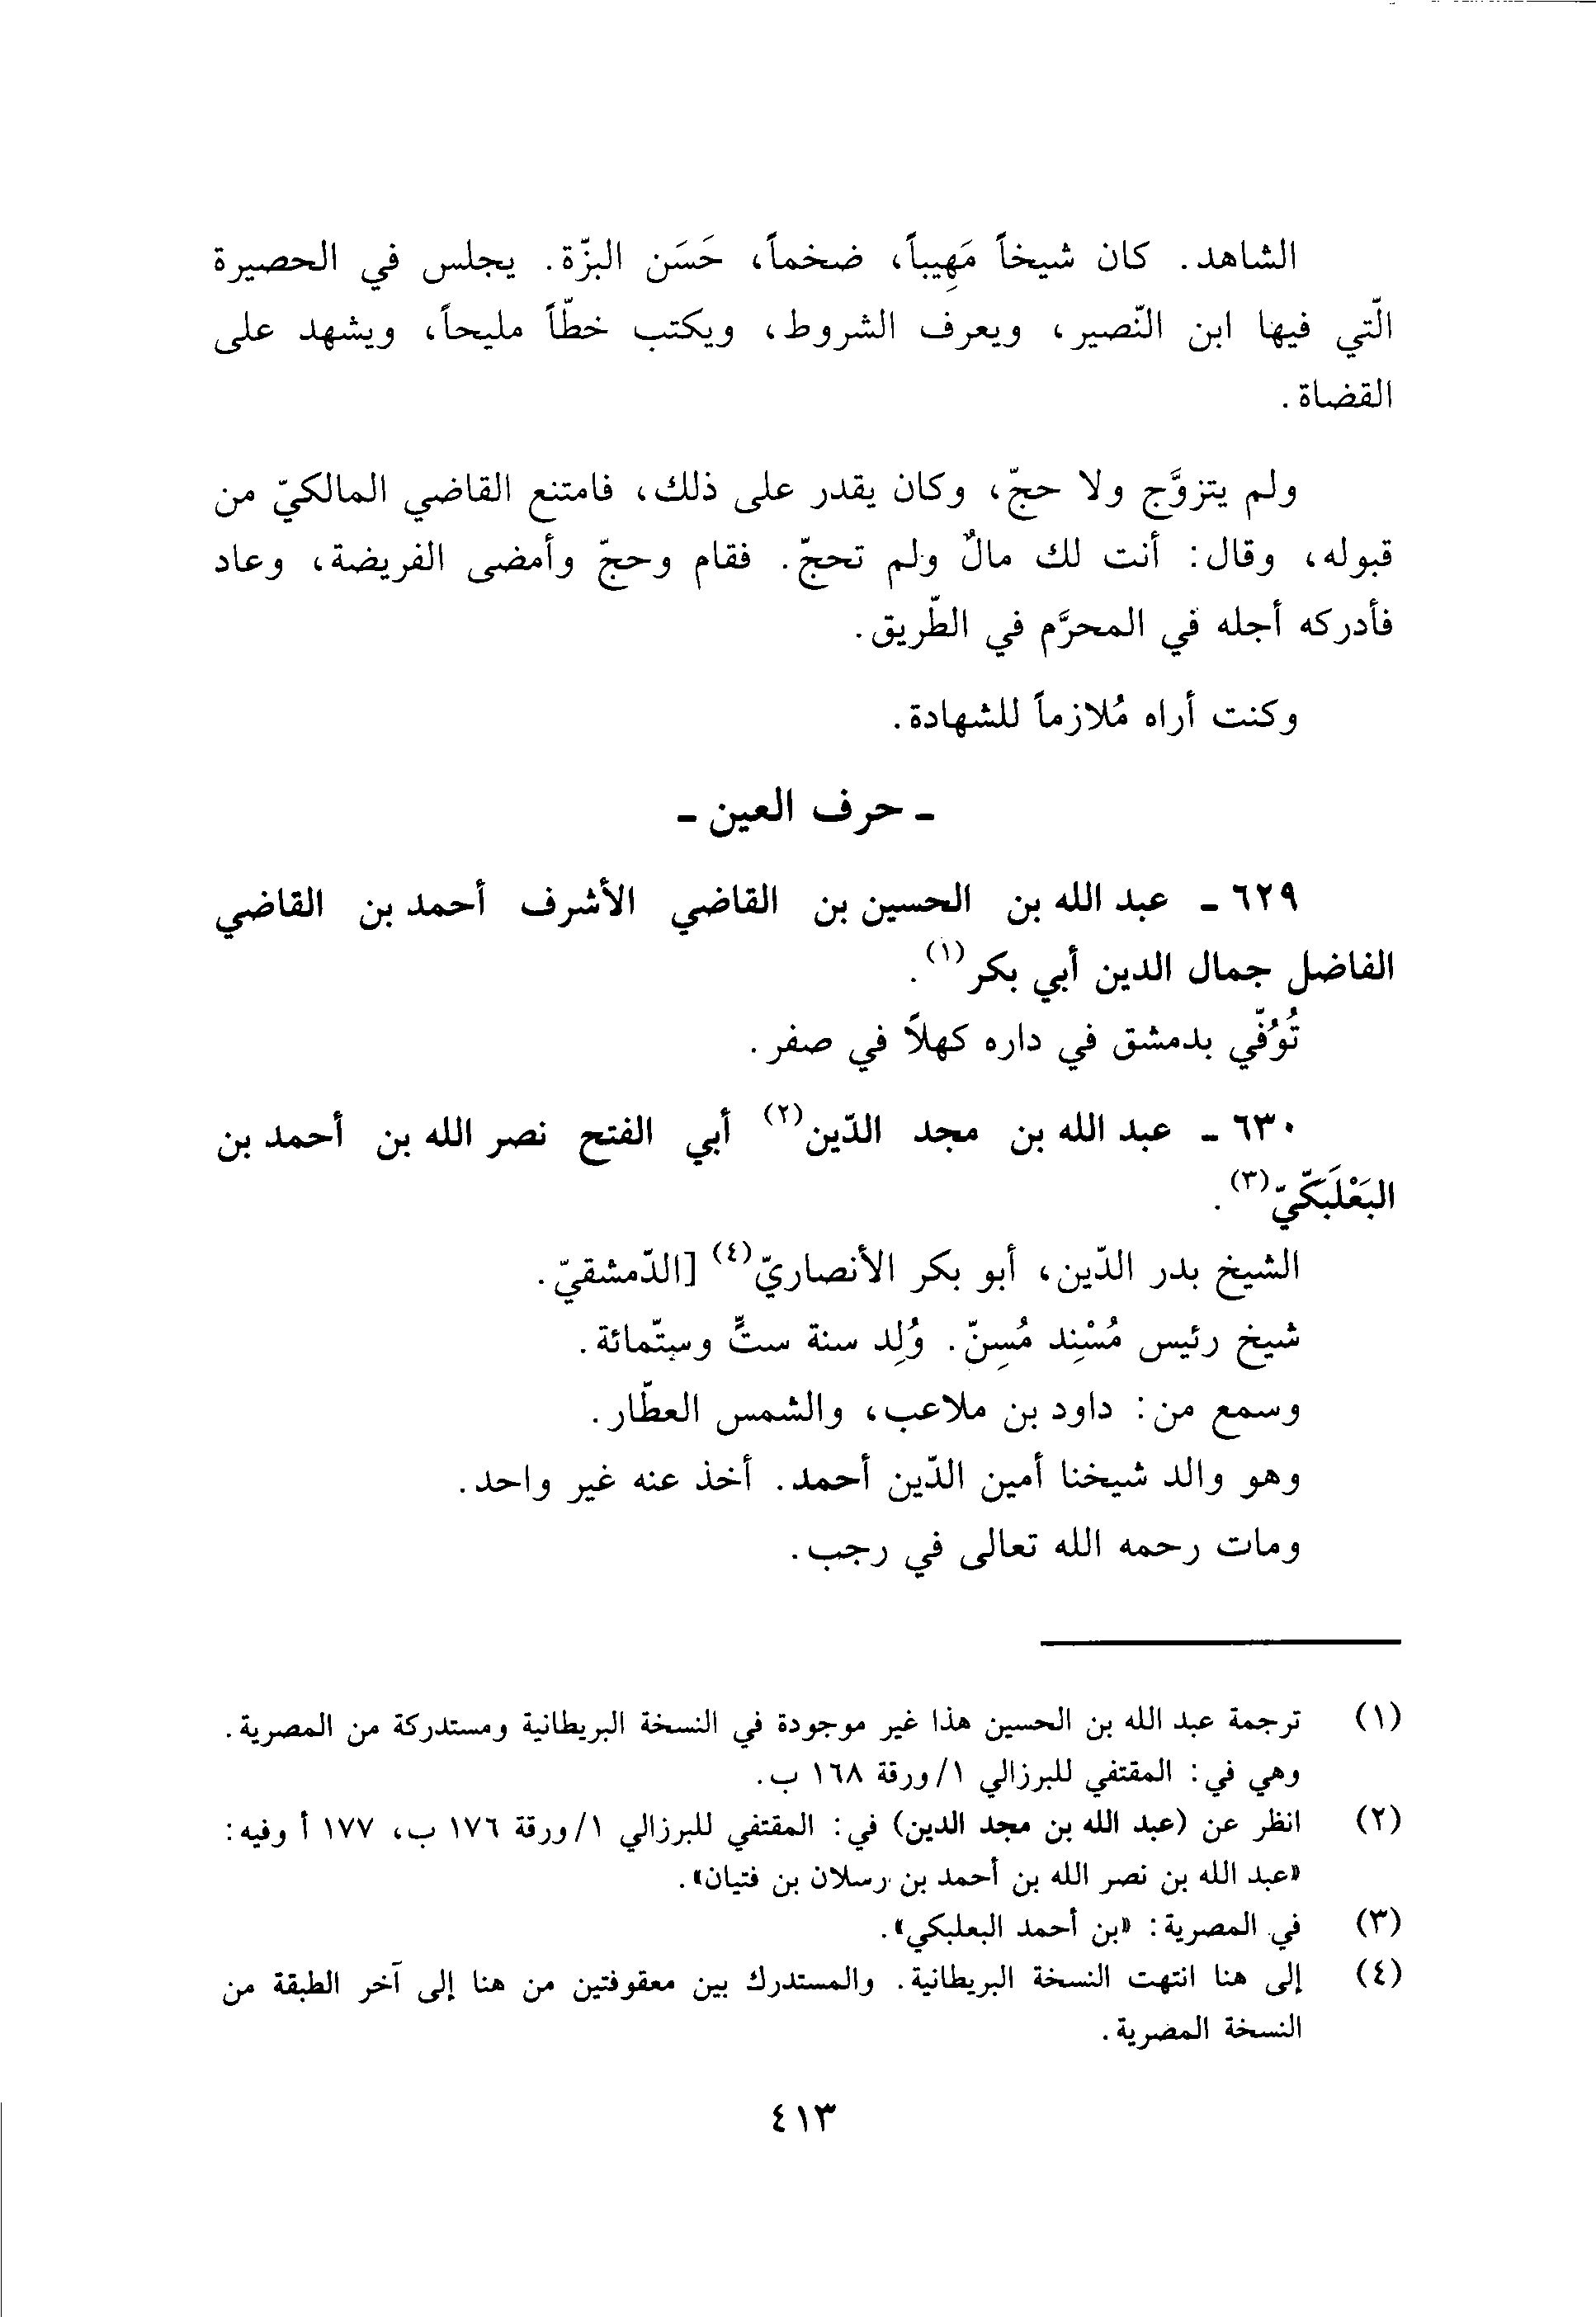 الشاهد. كان شيخاً مَهِيباً، ضخماً، حَسَن البزّة. يجلس في الحصيرة
الّتي فيها ابن النّصير، ويعرف الشروط، ويكتب خطّاً مليحاً، ويشهد على
القضاة.
ولم يتزوَّج ولا حجّ، وكان يقدر على ذلك، فامتنع القاضي المالكيّ من
قبوله، وقال: أنت لك مالٌ ولم تحجّ. فقام وحجّ وأمضى الفريضة، وعاد
فأدركه أجله في المحرَّم في الطّريق.
وكنت أراه مُلازماً للشهادة.
ـ حرف العين ـ
٦٢٩ ـ عبد الله بن الحسين بن القاضي الأشرف أحمد بن القاضي
الفاضل جمال الدين أبي بكر(١).
تُوُفّي بدمشق في داره كهلاً في صفر.
٦٣٠ ـ عبد الله بن مجد الدّين(٢) أبي الفتح نصر الله بن أحمد بن
البَعْلَبَكّيّ(٣).
الشيخ بدر الدّين، أبو بكر الأنصاريّ(٤) [الدّمشقيّ.
شيخ رئيس مُسْنِد مُسِنّ. وُلِد سنة ستٍّ وستّمائة.
وسمع من: داود بن ملاعب، والشمس العطّار.
وهو والد شيخنا أمين الدّين أحمد. أخذ عنه غير واحد.
ومات رحمه الله تعالى في رجب.
(١) ترجمة عبد الله بن الحسين هذا غير موجودة في النسخة البريطانية ومستدركة من المصرية.
وهي في: المقتفي للبرزالي ١/ورقة ١٦٨ ب.
(٢) انظر عن (عبد الله بن مجد الدين) في: المقتفي للبرزالي ١/ورقة ١٧٦ ب، ١٧٧ أ وفيه:
«عبد الله بن نصر الله بن أحمد بن رسلان بن فتيان».
(٣) في المصرية: «بن أحمد البعلبكي».
(٤) إلى هنا انتهت النسخة البريطانية. والمستدرك بين معقوفتين من هنا إلى آخر الطبقة من
النسخة المصرية.
٤١٣